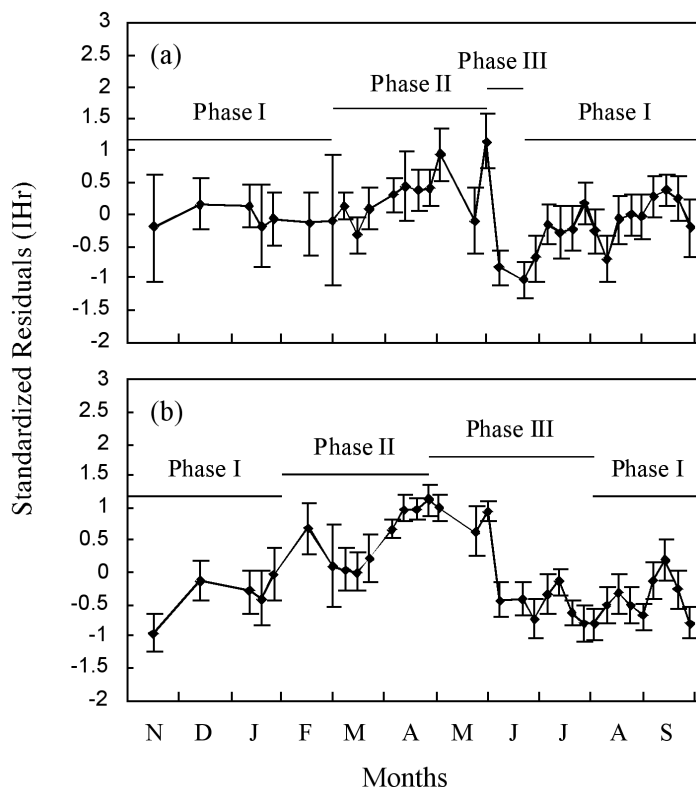 Standardized Residuals (IHr)
3
2.5
2
1.5
1
0.5
0
-0.5
-1
-1.5
-2
(a)
Phase III
Phase II
Phase I
Phase I
3
2.5
2
1.5
1
0.5
0
-0.5
-1
-1.5
-2
(b)
Phase III
Phase II
Phase I
Phase I
N D J F M A M J J A S
Months